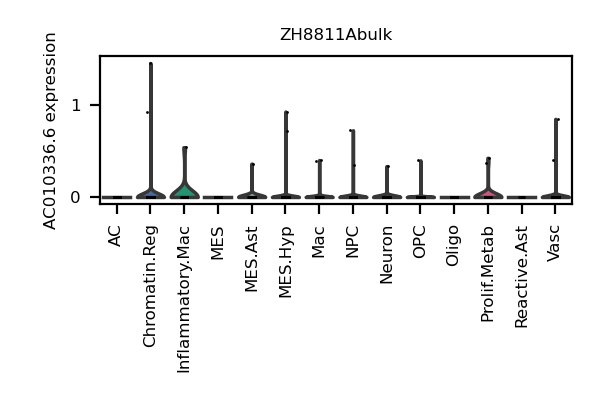 ZH8811Abulk
AC010336.6 expression
1
0
AC
Chromatin.Reg
Inflammatory.Mac
MES
MES.Ast
MES.Hyp
Mac
NPC
Neuron
OPC
Oligo
Prolif.Metab
Reactive.Ast
Vasc